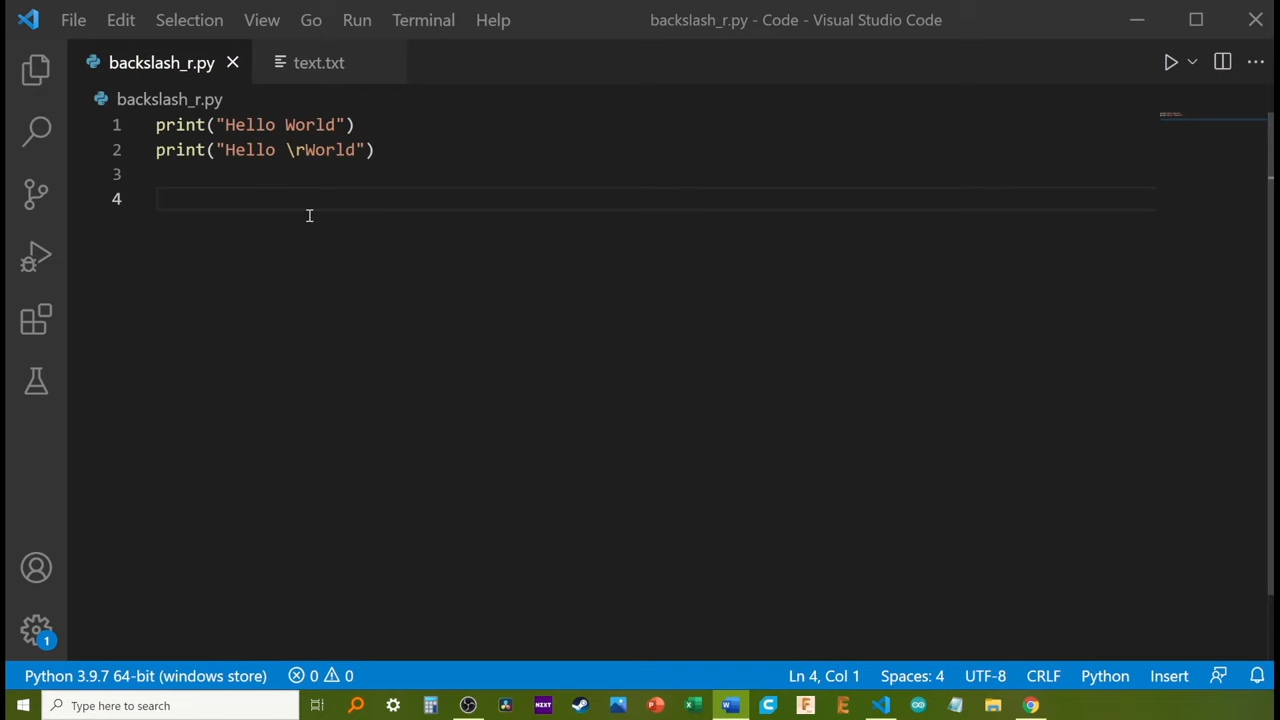 File Edit Selection View Go Run Terminal Help backslash_r.py - Code - Visual Studio Code
backslash_r.py text.txt
backslash_r.py
1 print("Hello World")
2 print("Hello \rWorld")
3
4
1
Python 3.9.7 64-bit (windows store) 0 0 Ln 4, Col 1 Spaces: 4 UTF-8 CRLF Python Insert
Type here to search NZXT